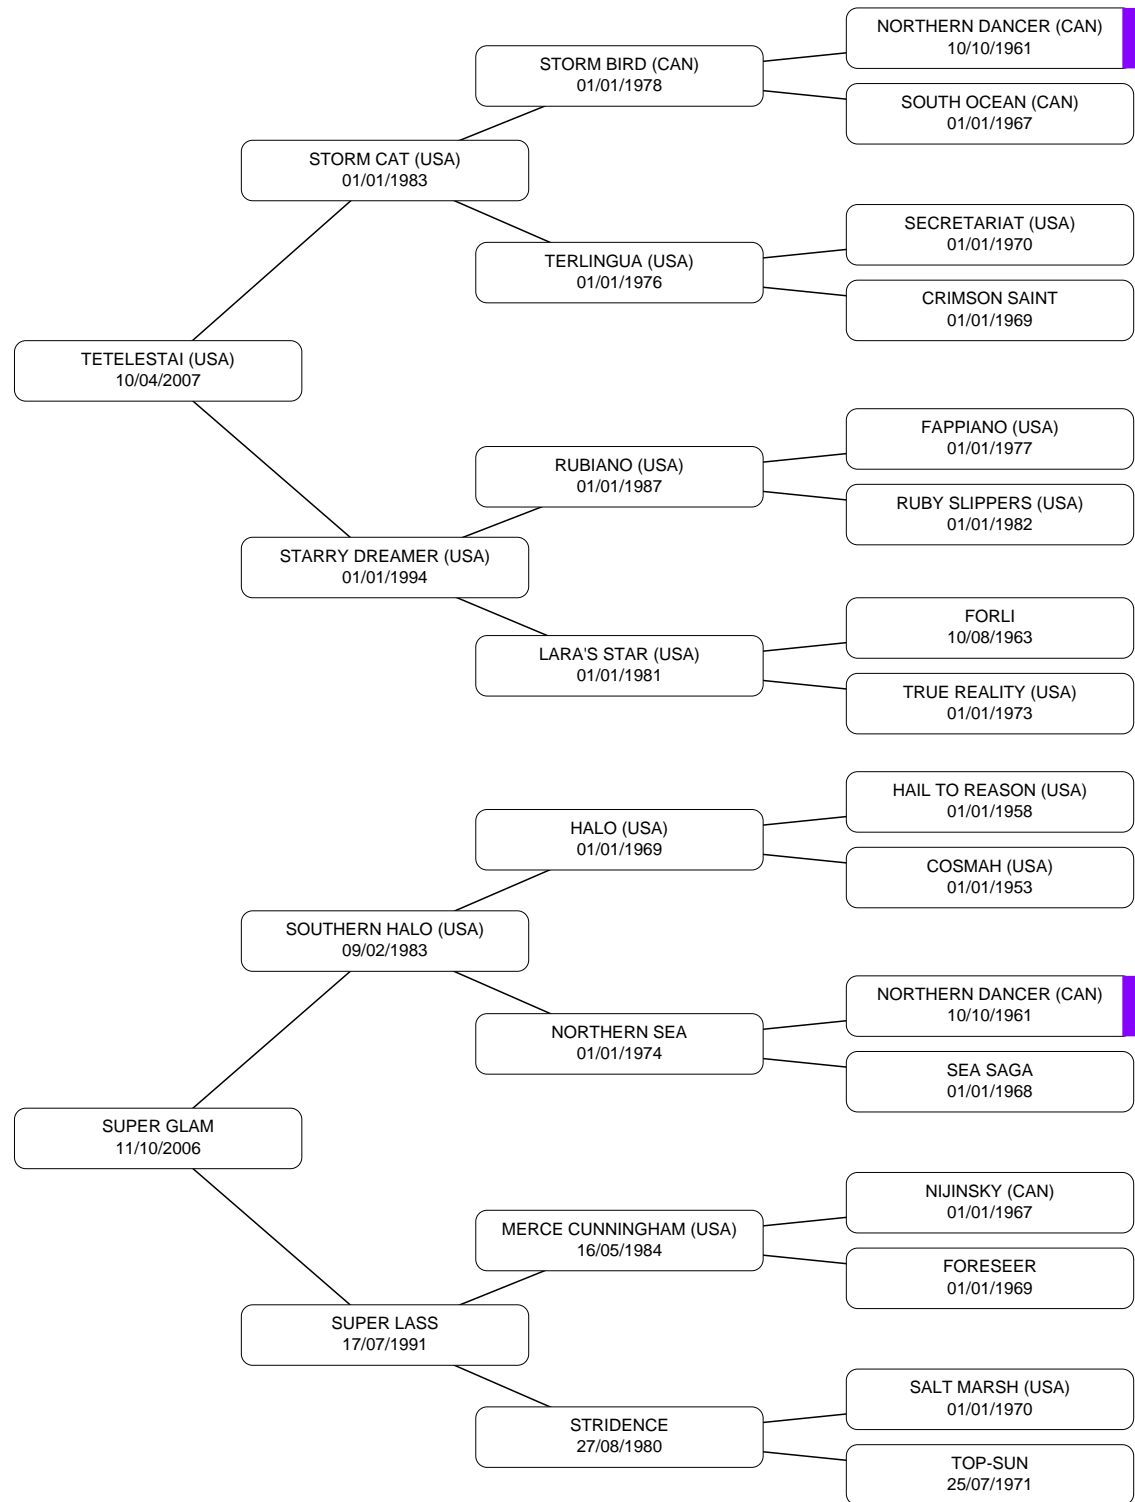 NORTHERN DANCER (CAN)
10/10/1961
STORM BIRD (CAN)
01/01/1978
SOUTH OCEAN (CAN)
01/01/1967
STORM CAT (USA)
01/01/1983
SECRETARIAT (USA)
01/01/1970
TERLINGUA (USA)
01/01/1976
CRIMSON SAINT
01/01/1969
TETELESTAI (USA)
10/04/2007
FAPPIANO (USA)
01/01/1977
RUBIANO (USA)
01/01/1987
RUBY SLIPPERS (USA)
01/01/1982
STARRY DREAMER (USA)
01/01/1994
FORLI
10/08/1963
LARA'S STAR (USA)
01/01/1981
TRUE REALITY (USA)
01/01/1973
HAIL TO REASON (USA)
01/01/1958
HALO (USA)
01/01/1969
COSMAH (USA)
01/01/1953
SOUTHERN HALO (USA)
09/02/1983
NORTHERN DANCER (CAN)
10/10/1961
NORTHERN SEA
01/01/1974
SEA SAGA
01/01/1968
SUPER GLAM
11/10/2006
NIJINSKY (CAN)
01/01/1967
MERCE CUNNINGHAM (USA)
16/05/1984
FORESEER
01/01/1969
SUPER LASS
17/07/1991
SALT MARSH (USA)
01/01/1970
STRIDENCE
27/08/1980
TOP-SUN
25/07/1971